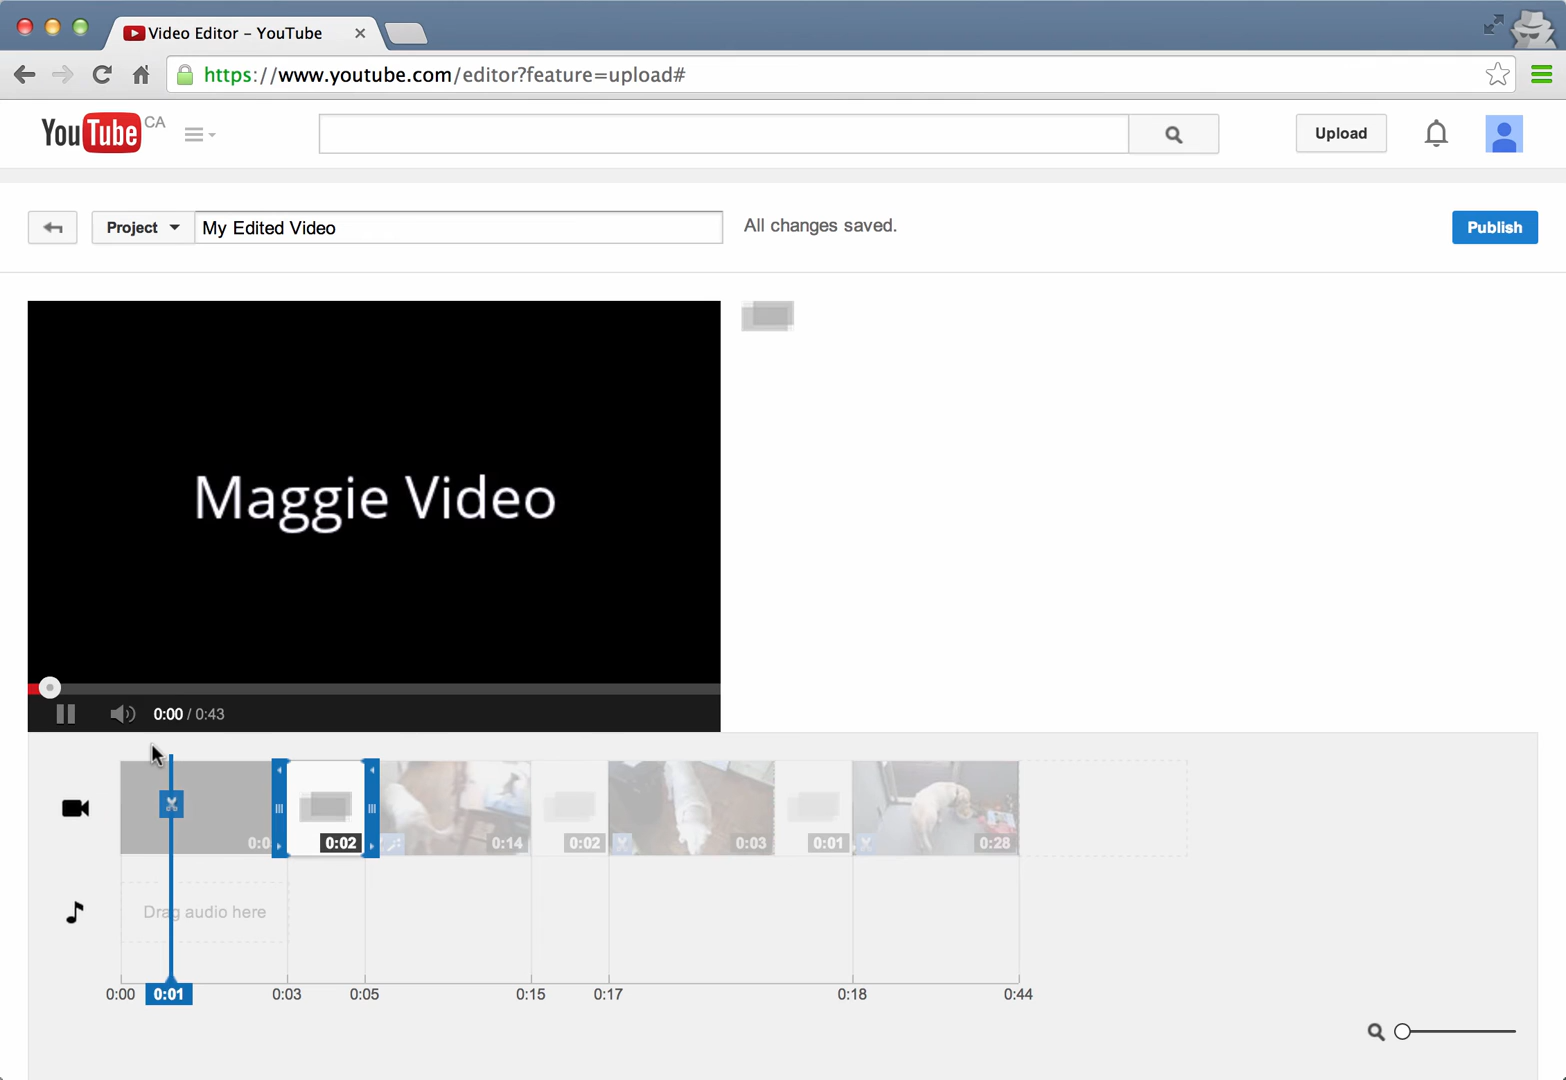 Video Editor – YouTube
https://www.youtube.com/editor?feature=upload#
YouTube CA
Upload
Project
My Edited Video
All changes saved.
Publish
Maggie Video
0:00 / 0:43
0:0
0:02
0:14
0:02
0:03
0:01
0:28
Drag audio here
0:00
0:01
0:03
0:05
0:15
0:17
0:18
0:44